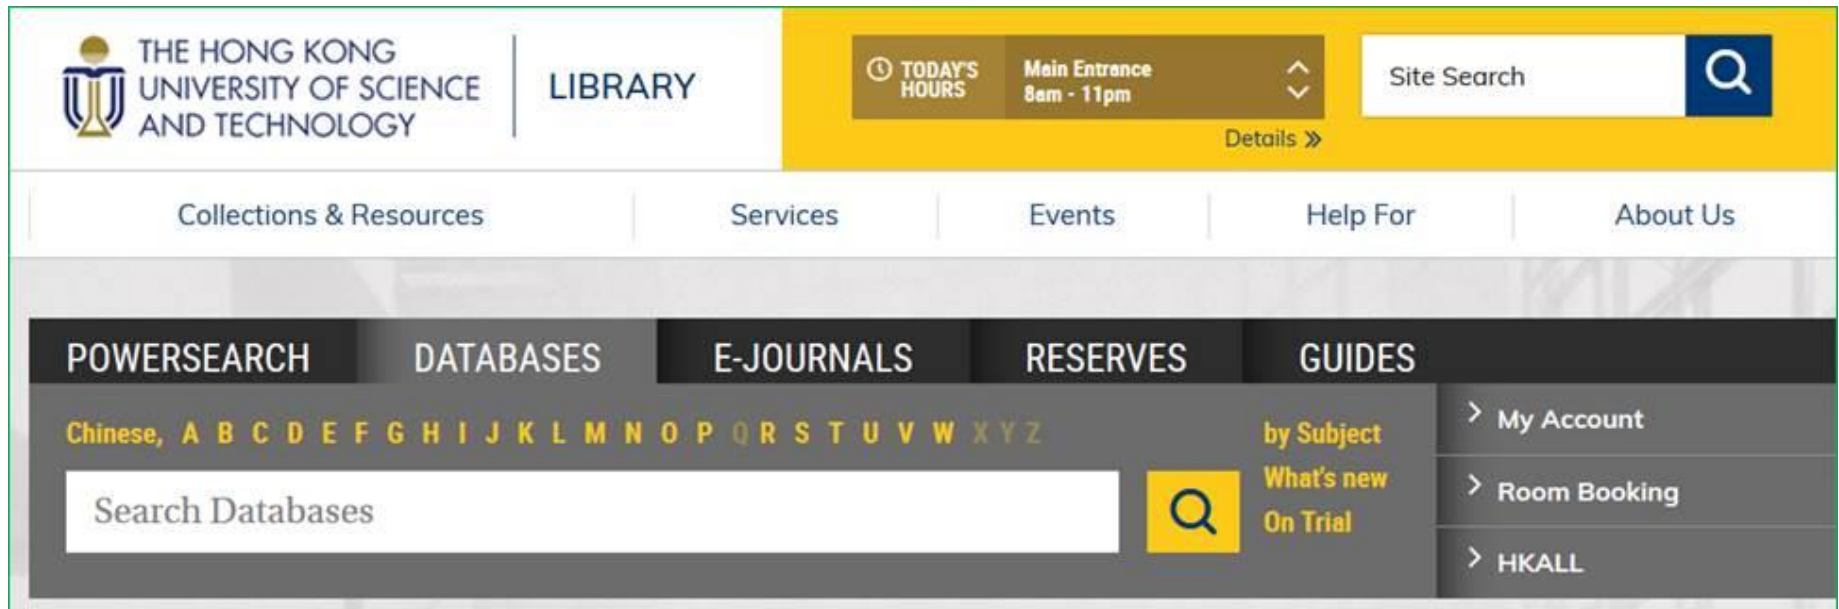 THE HONG KONG
UNIVERSITY OF SCIENCE
AND TECHNOLOGY
LIBRARY
TODAY'S
HOURS
Main Entrance
8am - 11pm
Details »
Site Search
Collections & Resources
Services
Events
Help For
About Us
POWERSEARCH
DATABASES
E-JOURNALS
RESERVES
GUIDES
Chinese, A B C D E F G H I J K L M N O P Q R S T U V W X Y Z
Search Databases
by Subject
What's new
On Trial
My Account
Room Booking
HKALL